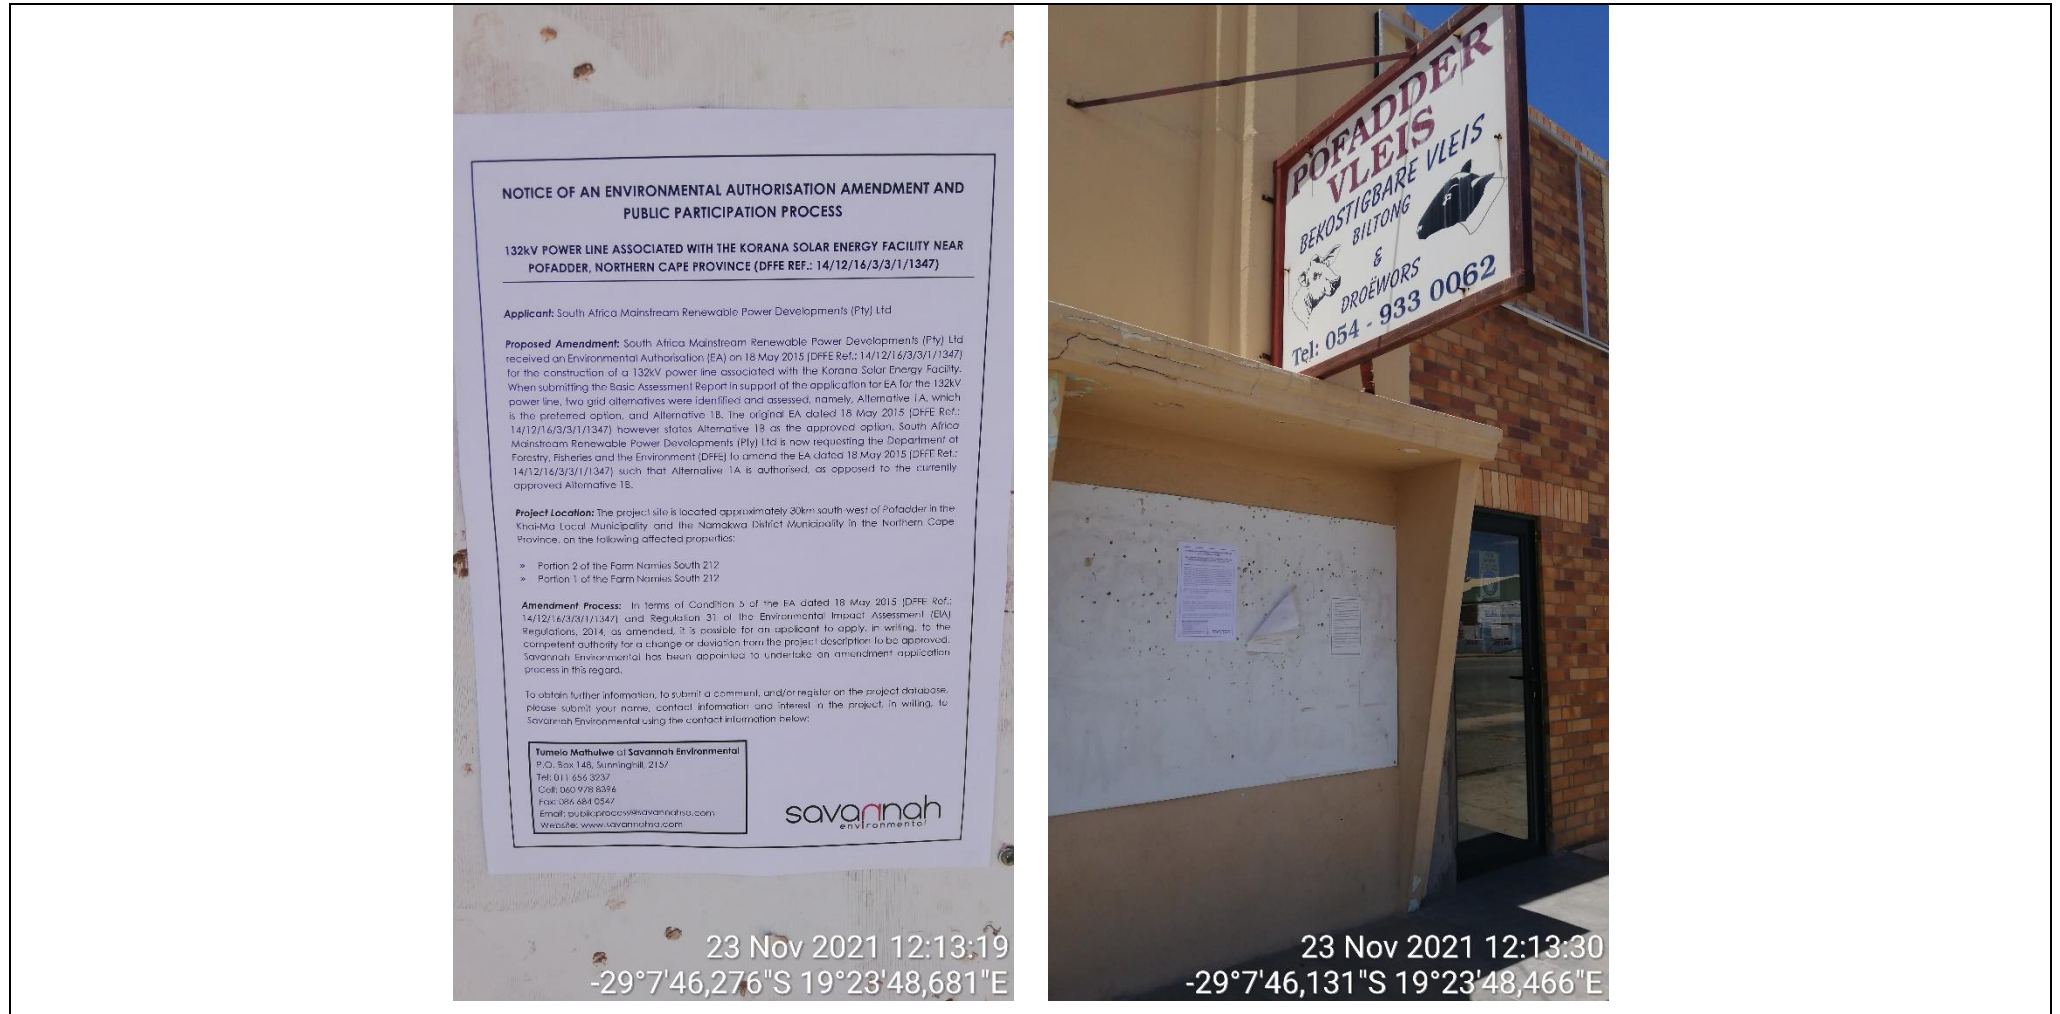 NOTICE OF AN ENVIRONMENTAL AUTHORISATION AMENDMENT AND
PUBLIC PARTICIPATION PROCESS
132kV POWER LINE ASSOCIATED WITH THE KORANA SOLAR ENERGY FACILITY NEAR
POFADDER, NORTHERN CAPE PROVINCE (DFFE REF.: 14/12/16/3/3/1/1347)
Applicant: South Africa Mainstream Renewable Power Developments (Pty) Ltd
Proposed Amendment: South Africa Mainstream Renewable Power Developments (Pty) Ltd
received an Environmental Authorisation (EA) on 18 May 2015 (DFFE Ref.: 14/12/16/3/3/1/1347)
for the construction of a 132kV power line associated with the Korana Solar Energy Facility.
When submitting the Basic Assessment Report in support of the application for EA for the 132kV
power line, two grid alternatives were identified and assessed, namely, Alternative 1A, which
is the preferred option, and Alternative 1B. The original EA dated 18 May 2015 (DFFE Ref.:
14/12/16/3/3/1/1347) however states Alternative 1B as the approved option. South Africa
Mainstream Renewable Power Developments (Pty) Ltd is now requesting the Department of
Forestry, Fisheries and the Environment (DFFE) to amend the EA dated 18 May 2015 (DFFE Ref.:
14/12/16/3/3/1/1347) such that Alternative 1A is authorised, as opposed to the currently
approved Alternative 1B.
Project Location: The project site is located approximately 30km south-west of Pofadder in the
Khai-Ma Local Municipality and the Namakwa District Municipality in the Northern Cape
Province, on the following affected properties:
» Portion 2 of the Farm Namies South 212
» Portion 1 of the Farm Namies South 212
Amendment Process: In terms of Condition 5 of the EA dated 18 May 2015 (DFFE Ref.:
14/12/16/3/3/1/1347) and Regulation 31 of the Environmental Impact Assessment (EIA)
Regulations, 2014, as amended, it is possible for an applicant to apply, in writing, to the
competent authority for a change or deviation from the project description to be approved.
Savannah Environmental has been appointed to undertake an amendment application
process in this regard.
To obtain further information, to submit a comment, and/or register on the project database,
please submit your name, contact information and interest in the project, in writing, to
Savannah Environmental using the contact information below:
Tumelo Mathulwe at Savannah Environmental
P.O. Box 148, Sunninghill, 2157
Tel: 011 656 3237
Cell: 060 978 8396
Fax: 086 684 0547
Email: publicprocess@savannahsa.com
Website: www.savannahsa.com
savannah
environmental
23 Nov 2021 12:13:19
-29°7'46,276"S 19°23'48,681"E
POFADDER
VLEIS
BEKOSTIGBARE VLEIS
BILTONG
&
DROËWORS
Tel: 054 - 933 0062
23 Nov 2021 12:13:30
-29°7'46,131"S 19°23'48,466"E